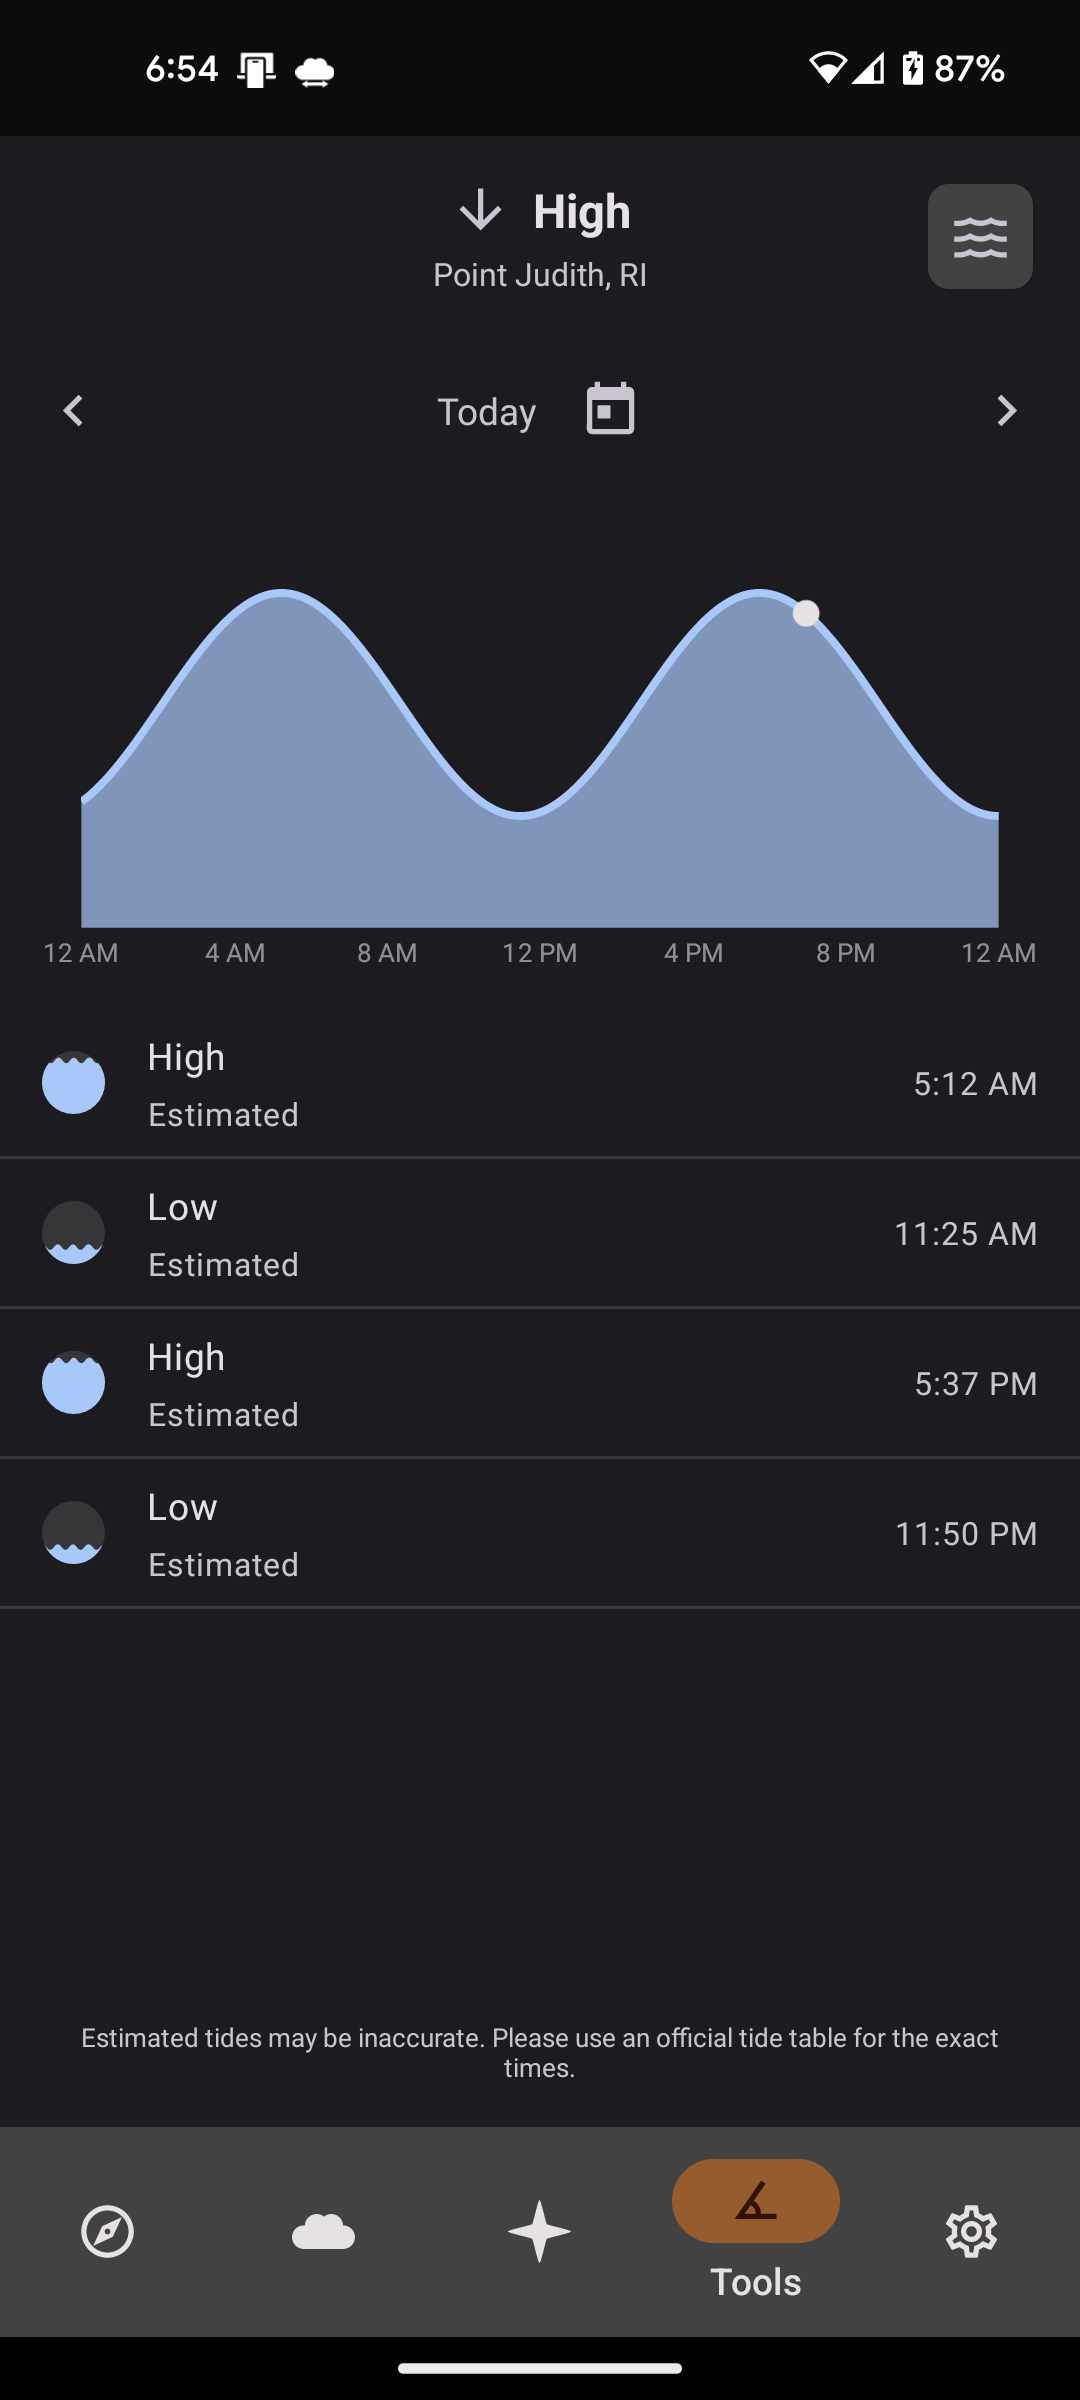 6:54
87%
High
Point Judith, RI
Today
12 AM 4 AM 8 AM 12 PM 4 PM 8 PM 12 AM
High
Estimated
5:12 AM
Low
Estimated
11:25 AM
High
Estimated
5:37 PM
Low
Estimated
11:50 PM
Estimated tides may be inaccurate. Please use an official tide table for the exact
times.
Tools